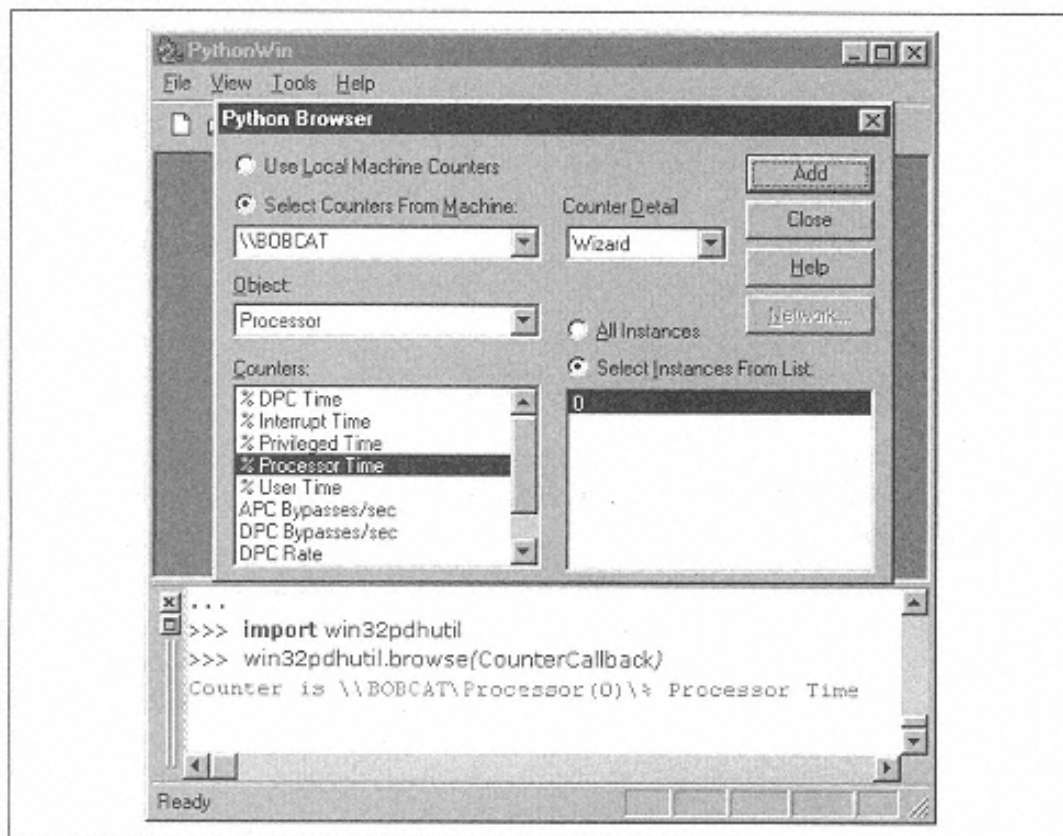 PythonWin
File View Tools Help
Python Browser
Use Local Machine Counters
Select Counters From Machine:
\\BOBCAT
Counter Detail
Wizard
Add
Close
Help
Network...
Object:
Processor
All Instances
Select Instances From List:
0
Counters:
% DPC Time
% Interrupt Time
% Privileged Time
% Processor Time
% User Time
APC Bypasses/sec
DPC Bypasses/sec
DPC Rate
...
>>> import win32pdhutil
>>> win32pdhutil.browse(CounterCallback)
Counter is \\BOBCAT\Processor(0)\% Processor Time
Ready